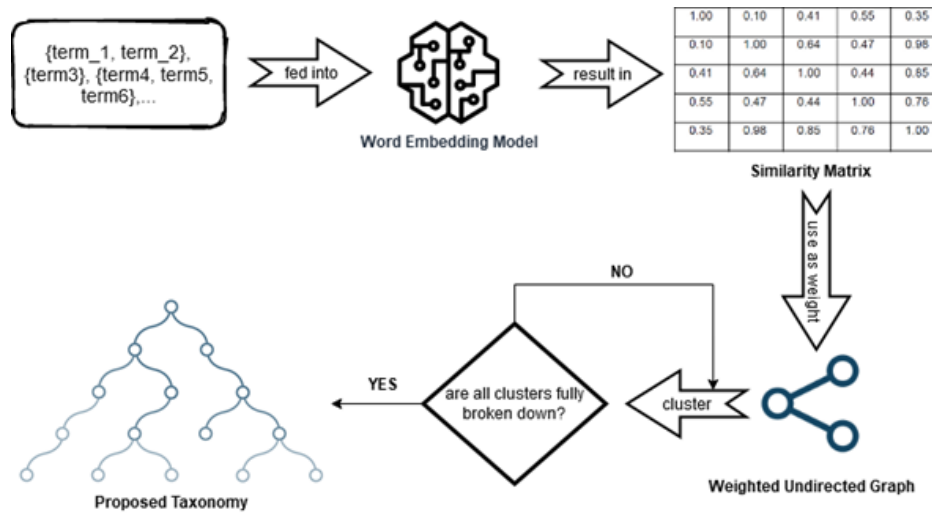 {term_1, term_2},
{term3}, {term4, term5,
term6},...
fed into
Word Embedding Model
result in
1.00 0.10 0.41 0.55 0.35
0.10 1.00 0.64 0.47 0.98
0.41 0.64 1.00 0.44 0.85
0.55 0.47 0.44 1.00 0.76
0.35 0.98 0.85 0.76 1.00
Similarity Matrix
use as weight
Weighted Undirected Graph
cluster
NO
are all clusters fully
broken down?
YES
Proposed Taxonomy